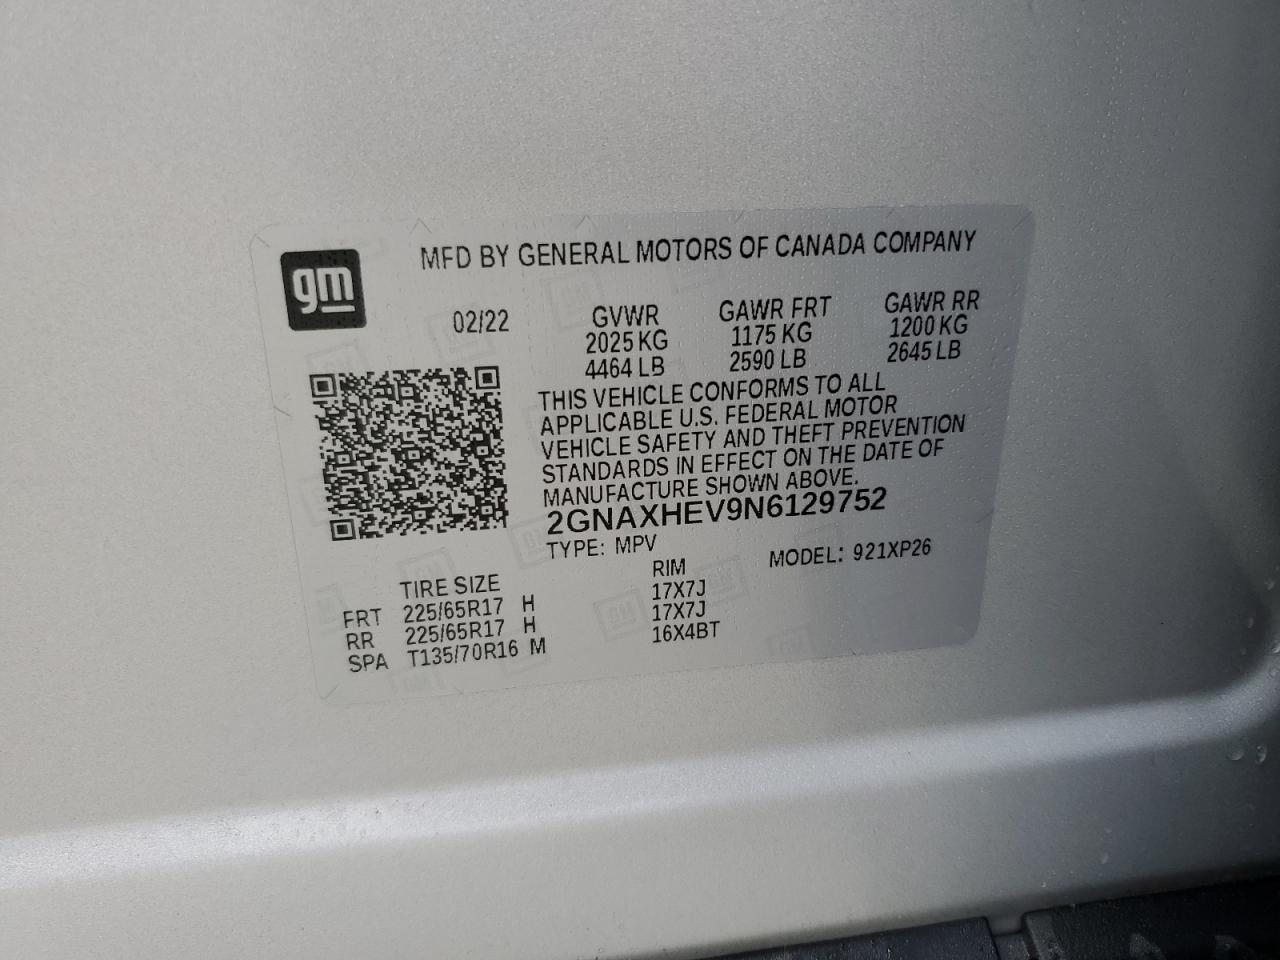 gm
MFD BY GENERAL MOTORS OF CANADA COMPANY
02/22 GVWR GAWR FRT GAWR RR
2025 KG 1175 KG 1200 KG
4464 LB 2590 LB 2645 LB
THIS VEHICLE CONFORMS TO ALL
APPLICABLE U.S. FEDERAL MOTOR
VEHICLE SAFETY AND THEFT PREVENTION
STANDARDS IN EFFECT ON THE DATE OF
MANUFACTURE SHOWN ABOVE.
2GNAXHEV9N6129752
TYPE: MPV MODEL: 921XP26
TIRE SIZE RIM
FRT 225/65R17 H 17X7J
RR 225/65R17 H 17X7J
SPA T135/70R16 M 16X4BT